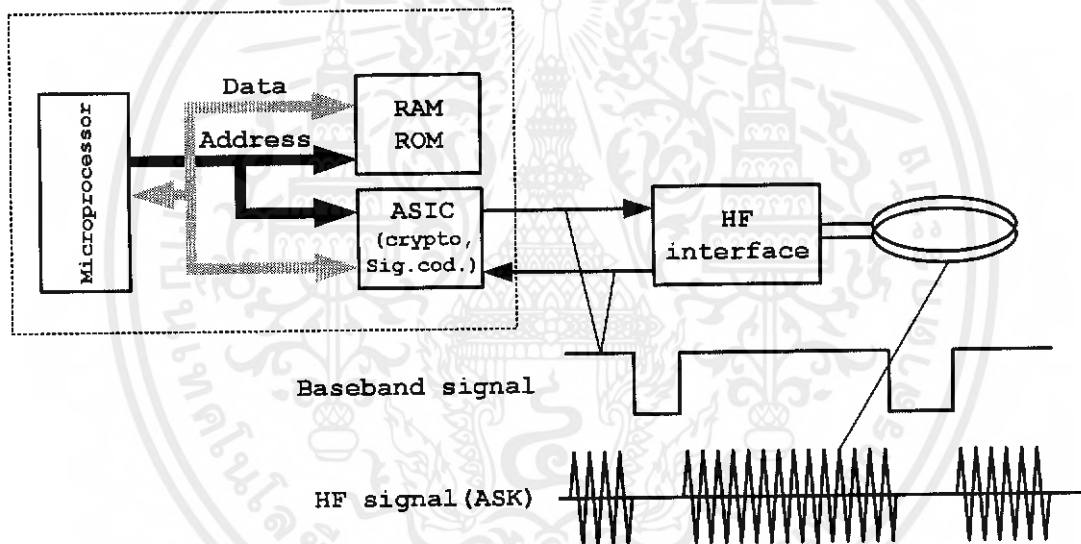 Microprocessor
Data
Address
RAM
ROM
ASIC
(crypto,
Sig.cod.)
HF
interface
Baseband signal
HF signal(ASK)